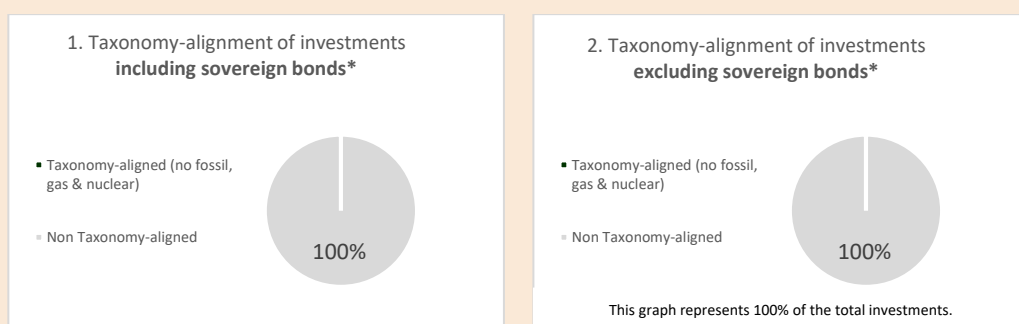 1. Taxonomy-alignment of investments
including sovereign bonds*
Taxonomy-aligned (no fossil,
gas & nuclear)
Non Taxonomy-aligned
100%
2. Taxonomy-alignment of investments
excluding sovereign bonds*
Taxonomy-aligned (no fossil,
gas & nuclear)
Non Taxonomy-aligned
100%
This graph represents 100% of the total investments.